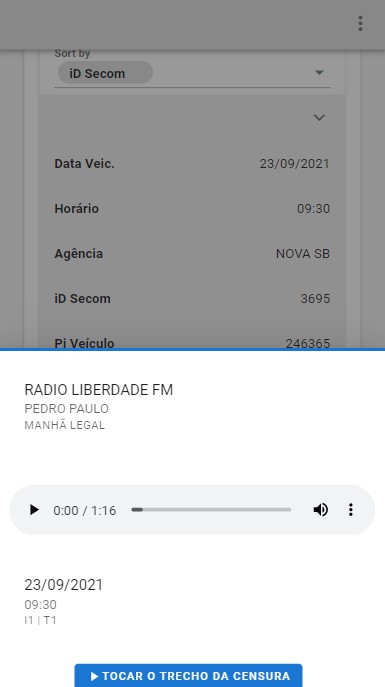 Sort by
iD Secom
Data Veic. 23/09/2021
Horário 09:30
Agência NOVA SB
iD Secom 3695
Pi Veículo 246365
RADIO LIBERDADE FM
PEDRO PAULO
MANHÃ LEGAL
0:00 / 1:16
23/09/2021
09:30
I1 | T1
TOCAR O TRECHO DA CENSURA